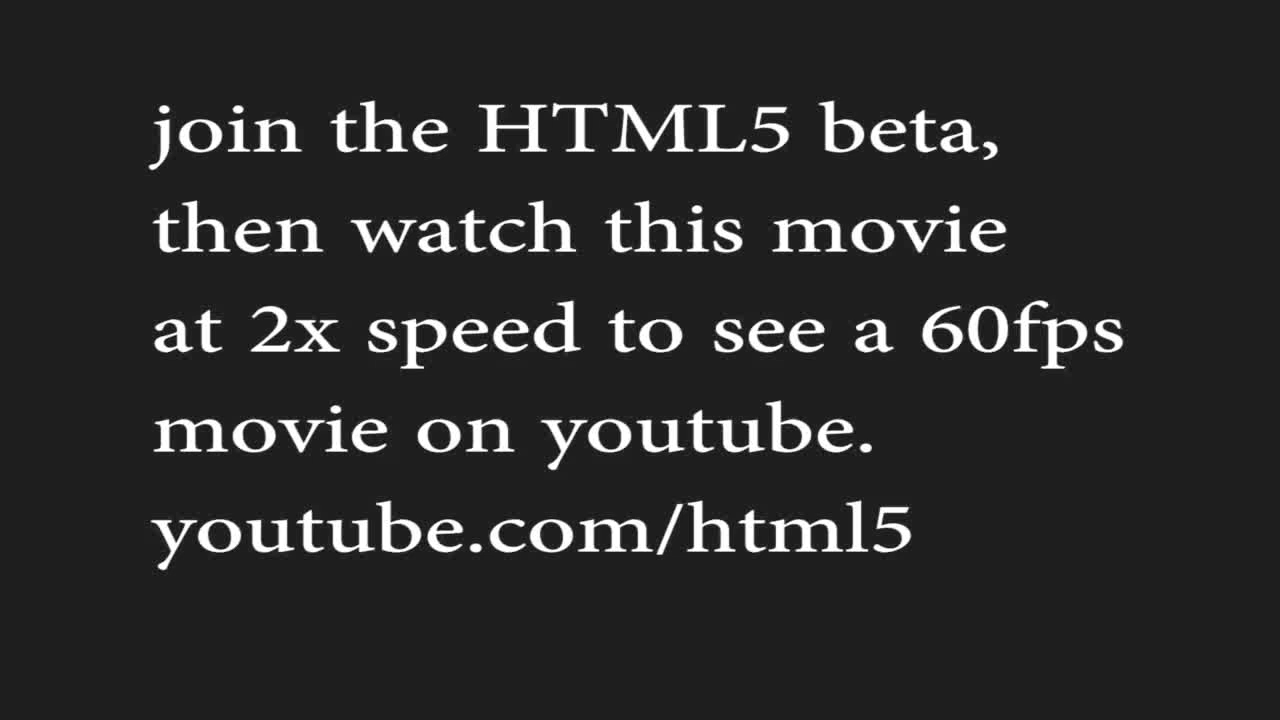 join the HTML5 beta,
then watch this movie
at 2x speed to see a 60fps
movie on youtube.
youtube.com/html5